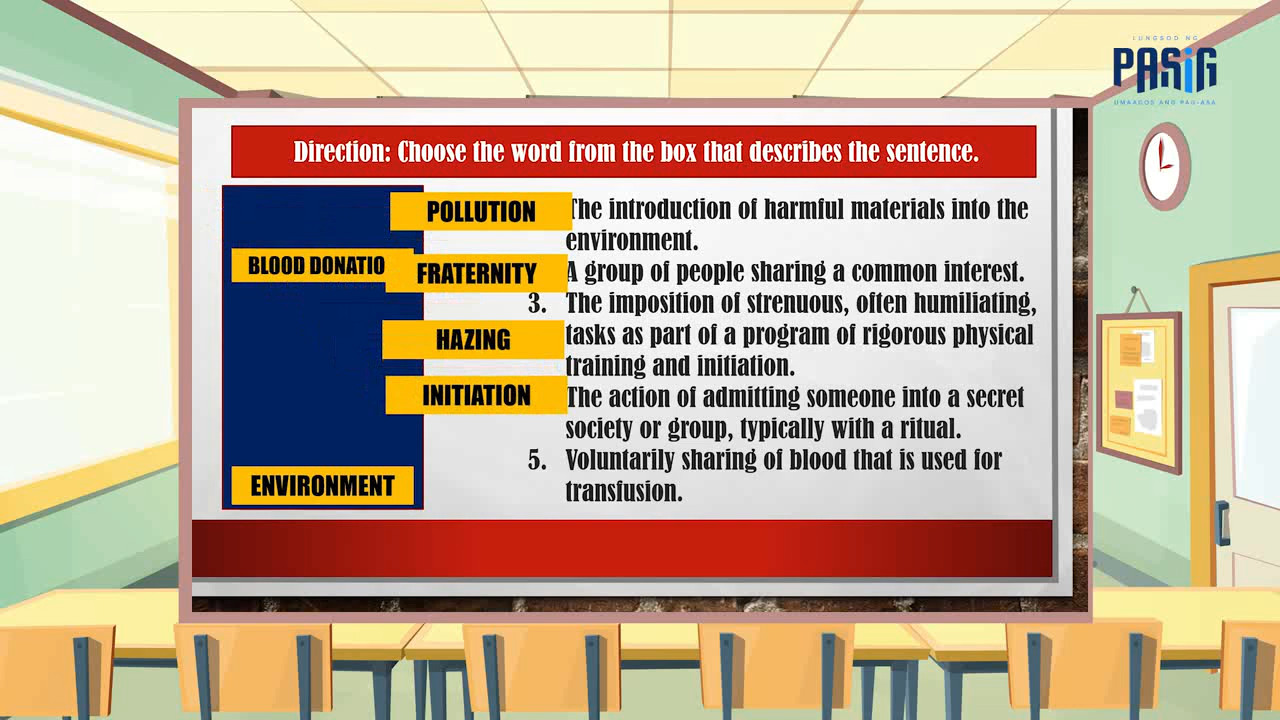 LUNGSOD NG
PASIG
UMAAGOS ANG PAG-ASA
Direction: Choose the word from the box that describes the sentence.
POLLUTION
BLOOD DONATIO
FRATERNITY
HAZING
INITIATION
ENVIRONMENT
The introduction of harmful materials into the
environment.
A group of people sharing a common interest.
3. The imposition of strenuous, often humiliating,
tasks as part of a program of rigorous physical
training and initiation.
The action of admitting someone into a secret
society or group, typically with a ritual.
5. Voluntarily sharing of blood that is used for
transfusion.